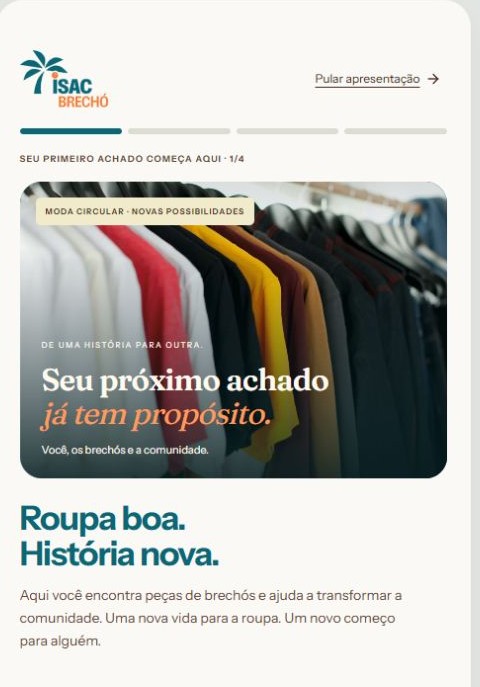 ISAC
BRECHÓ
Pular apresentação →
SEU PRIMEIRO ACHADO COMEÇA AQUI · 1/4
MODA CIRCULAR · NOVAS POSSIBILIDADES
DE UMA HISTÓRIA PARA OUTRA.
Seu próximo achado
já tem propósito.
Você, os brechós e a comunidade.
Roupa boa.
História nova.
Aqui você encontra peças de brechós e ajuda a transformar a
comunidade. Uma nova vida para a roupa. Um novo começo
para alguém.